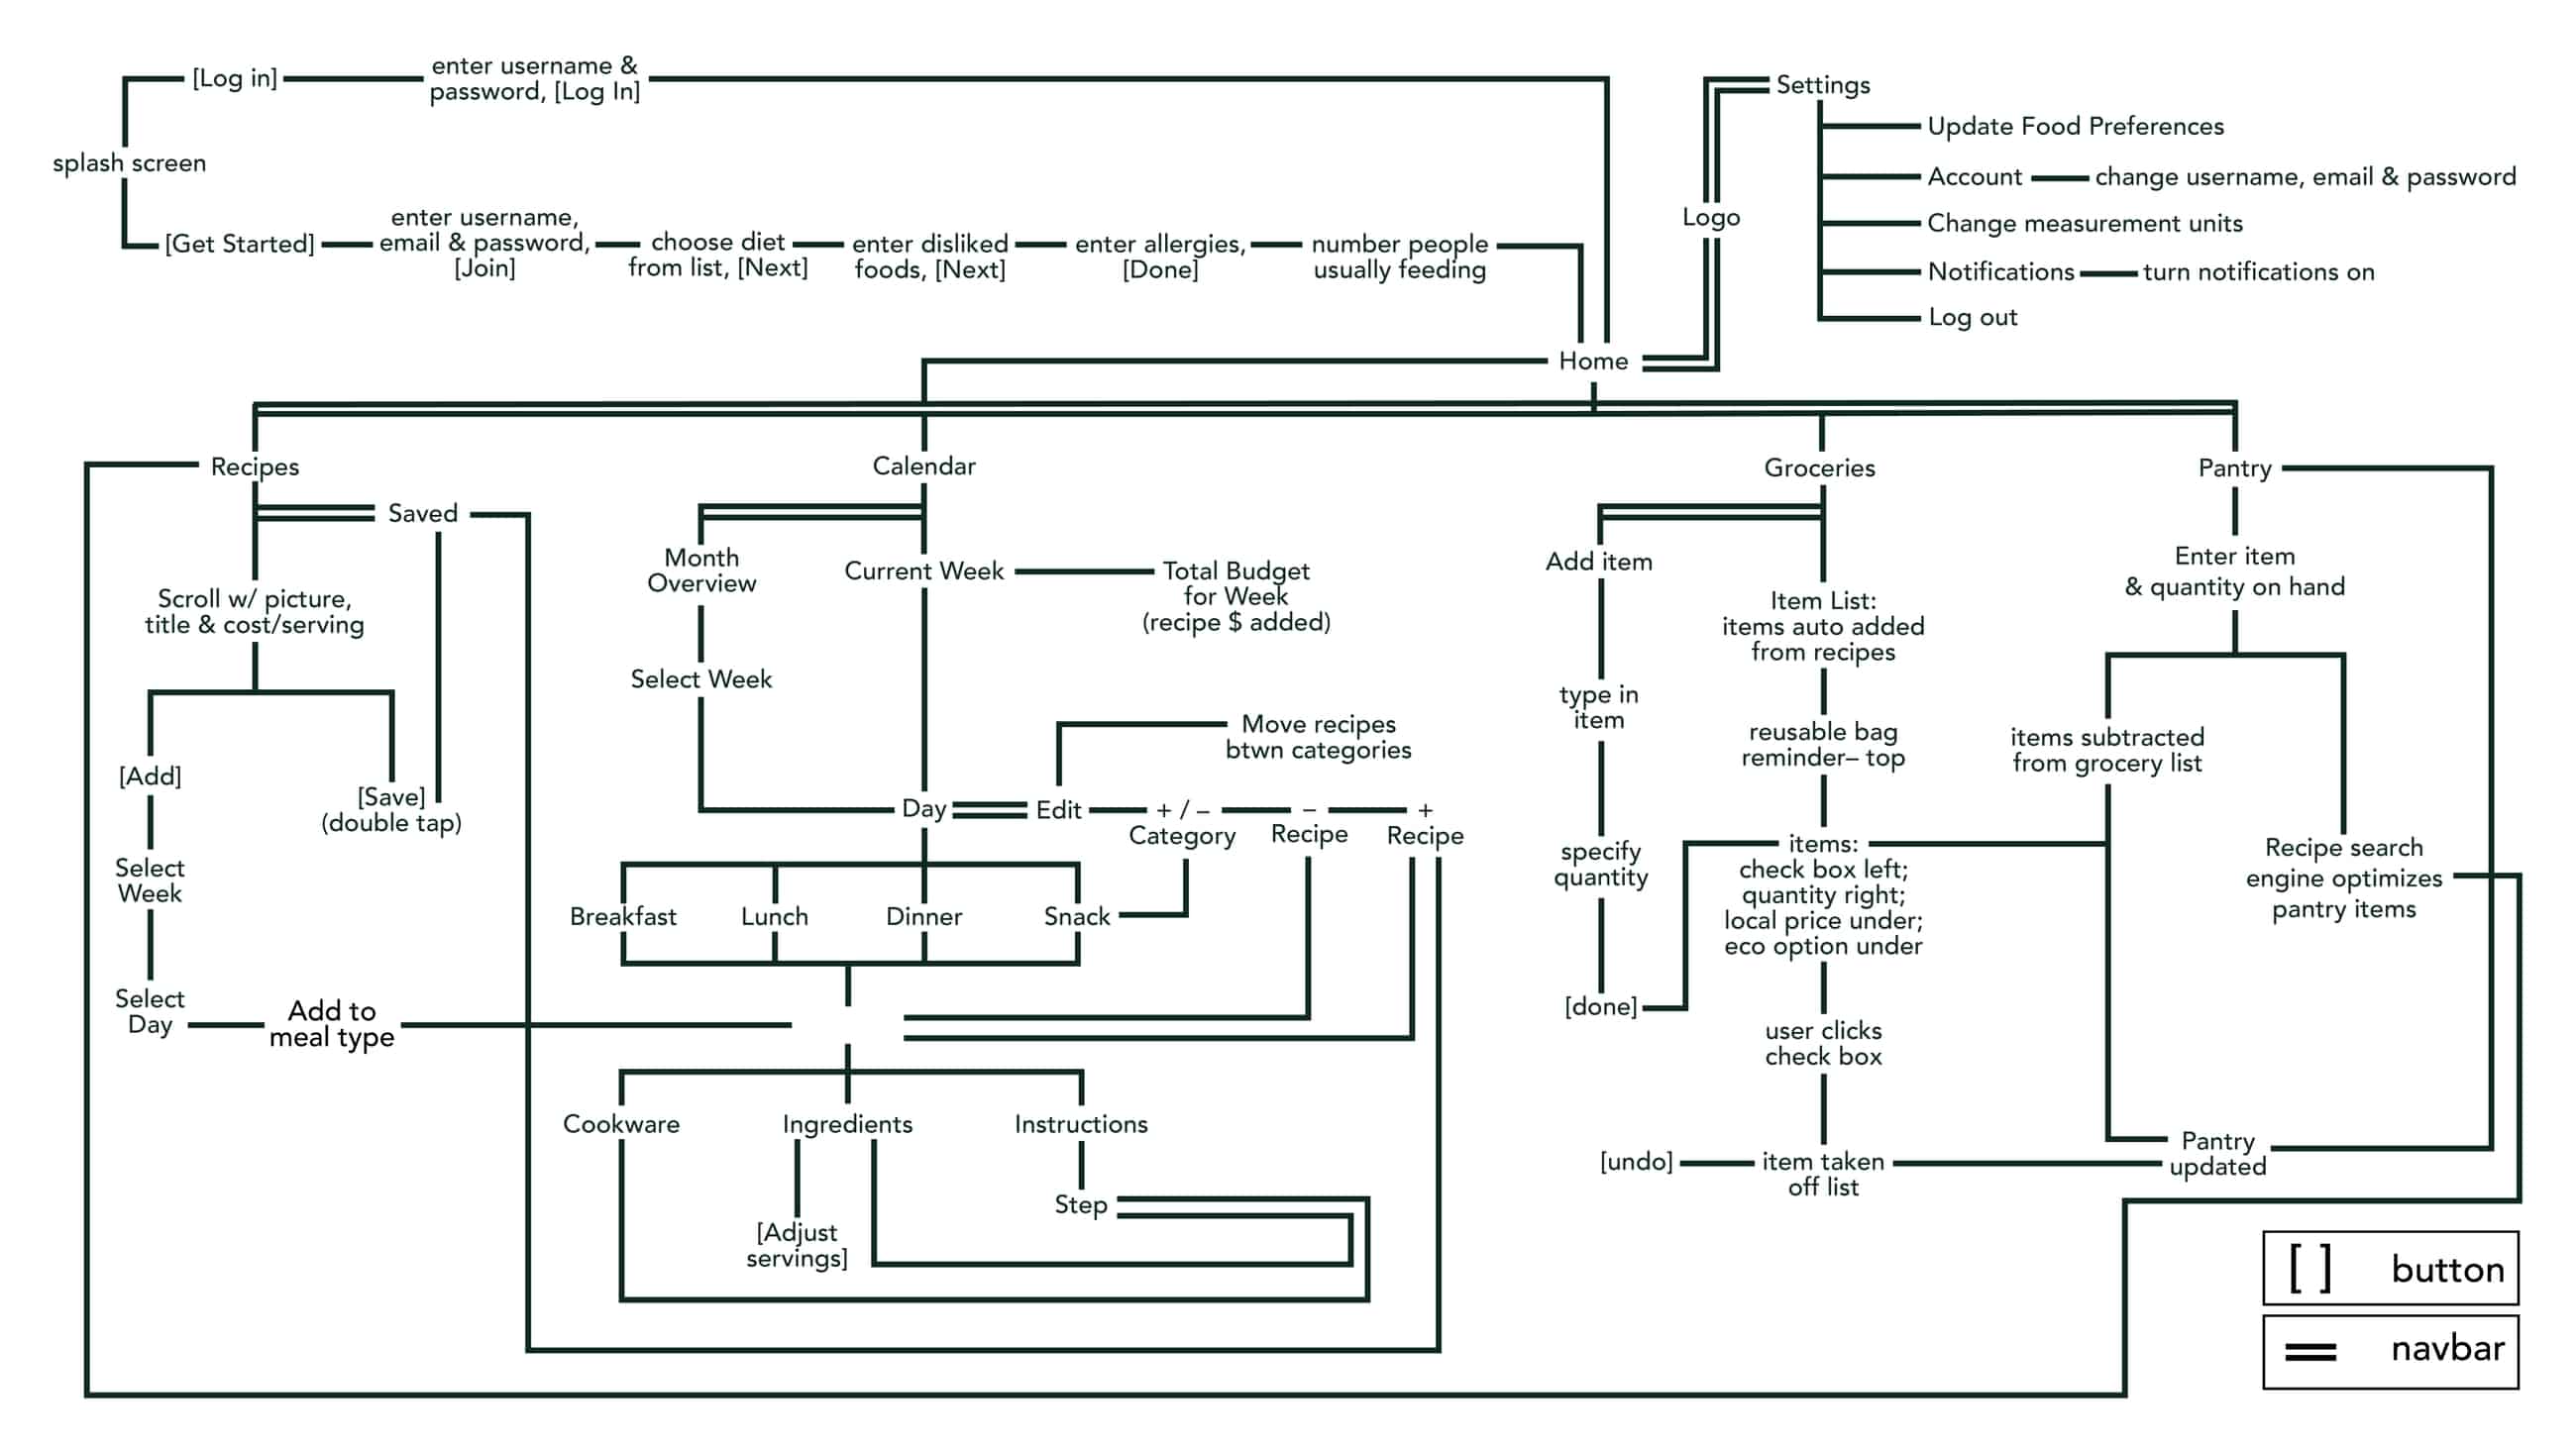 [Log in]
enter username &
password, [Log In]
splash screen
[Get Started]
enter username,
email & password,
[Join]
choose diet
from list, [Next]
enter disliked
foods, [Next]
enter allergies,
[Done]
number people
usually feeding
Logo
Settings
Update Food Preferences
Account
change username, email & password
Change measurement units
Notifications
turn notifications on
Log out
Home
Recipes
Saved
Scroll w/ picture,
title & cost/serving
[Add]
[Save]
(double tap)
Select
Week
Select
Day
Add to
meal type
Calendar
Month
Overview
Current Week
Total Budget
for Week
(recipe $ added)
Select Week
Move recipes
btwn categories
Day
Edit
+ / –
Category
–
Recipe
+
Recipe
Breakfast
Lunch
Dinner
Snack
Cookware
Ingredients
Instructions
[Adjust
servings]
Step
Groceries
Add item
type in
item
specify
quantity
[done]
Item List:
items auto added
from recipes
reusable bag
reminder– top
items:
check box left;
quantity right;
local price under;
eco option under
user clicks
check box
[undo]
item taken
off list
Pantry
Enter item
& quantity on hand
items subtracted
from grocery list
Recipe search
engine optimizes
pantry items
Pantry
updated
[ ] button
navbar